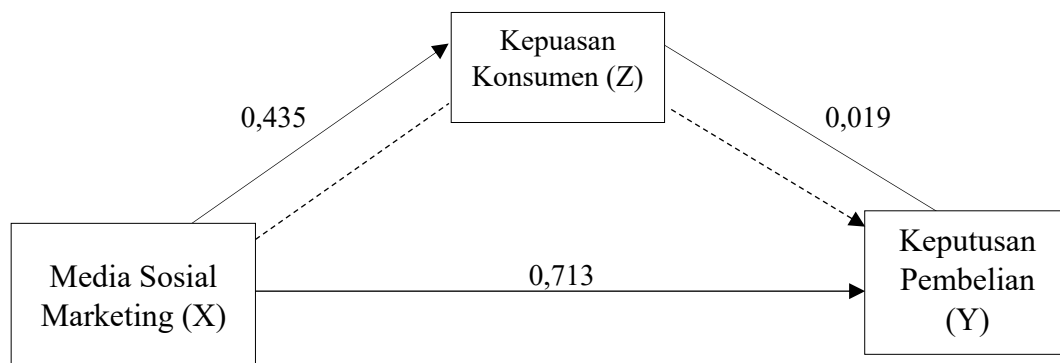 Kepuasan
Konsumen (Z)
0,435
0,019
Media Sosial
Marketing (X)
0,713
Keputusan
Pembelian
(Y)